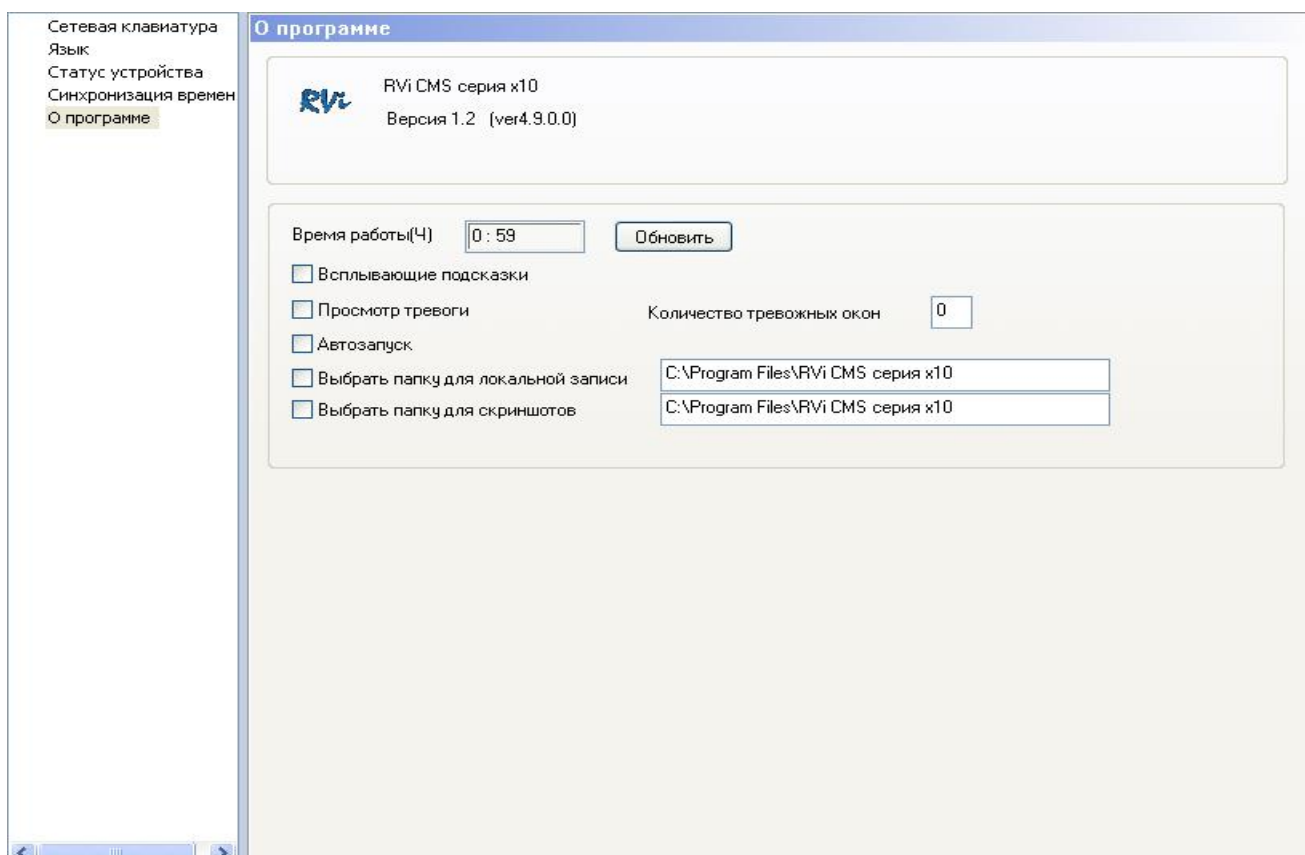 Сетевая клавиатура
Язык
Статус устройства
Синхронизация времен
О программе
О программе
RVi
RVi CMS серия x10
Версия 1.2 (ver4.9.0.0)
Время работы(Ч) 0 : 59 Обновить
Всплывающие подсказки
Просмотр тревоги Количество тревожных окон 0
Автозапуск
Выбрать папку для локальной записи C:\Program Files\RVi CMS серия x10
Выбрать папку для скриншотов C:\Program Files\RVi CMS серия x10